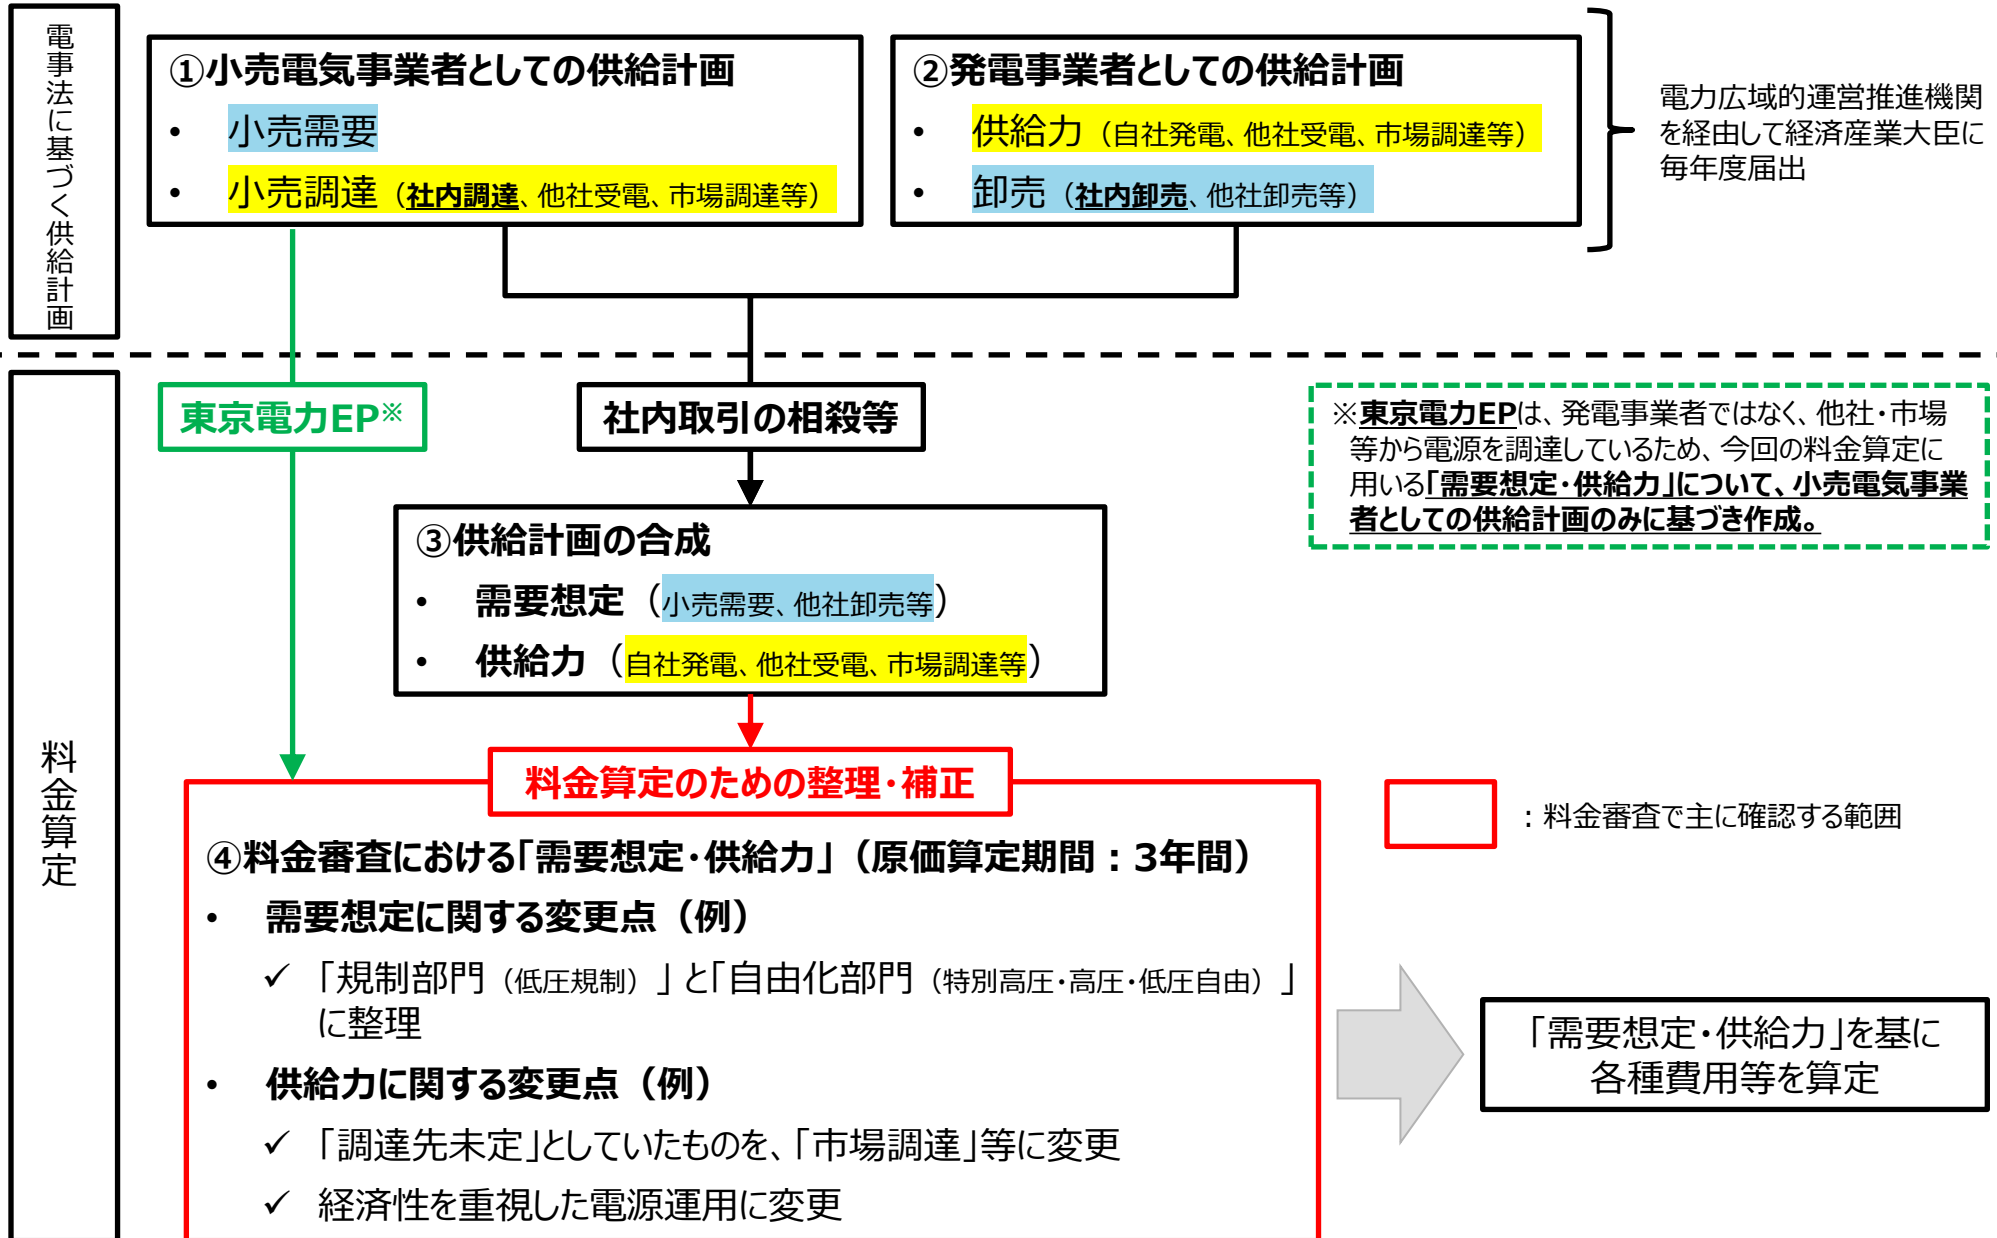 電事法に基づく供給計画
①小売電気事業者としての供給計画
• 小売需要
• 小売調達（社内調達、他社受電、市場調達等）
②発電事業者としての供給計画
• 供給力（自社発電、他社受電、市場調達等）
• 卸売（社内卸売、他社卸売等）
電力広域的運営推進機関
を経由して経済産業大臣に
毎年度届出
料金算定
東京電力EP※
社内取引の相殺等
※東京電力EPは、発電事業者ではなく、他社・市場
等から電源を調達しているため、今回の料金算定に
用いる「需要想定・供給力」について、小売電気事業
者としての供給計画のみに基づき作成。
③供給計画の合成
• 需要想定（小売需要、他社卸売等）
• 供給力（自社発電、他社受電、市場調達等）
料金算定のための整理・補正
：料金審査で主に確認する範囲
④料金審査における「需要想定・供給力」（原価算定期間：3年間）
• 需要想定に関する変更点（例）
✓ 「規制部門（低圧規制）」と「自由化部門（特別高圧・高圧・低圧自由）」
に整理
• 供給力に関する変更点（例）
✓ 「調達先未定」としていたものを、「市場調達」等に変更
✓ 経済性を重視した電源運用に変更
「需要想定・供給力」を基に
各種費用等を算定